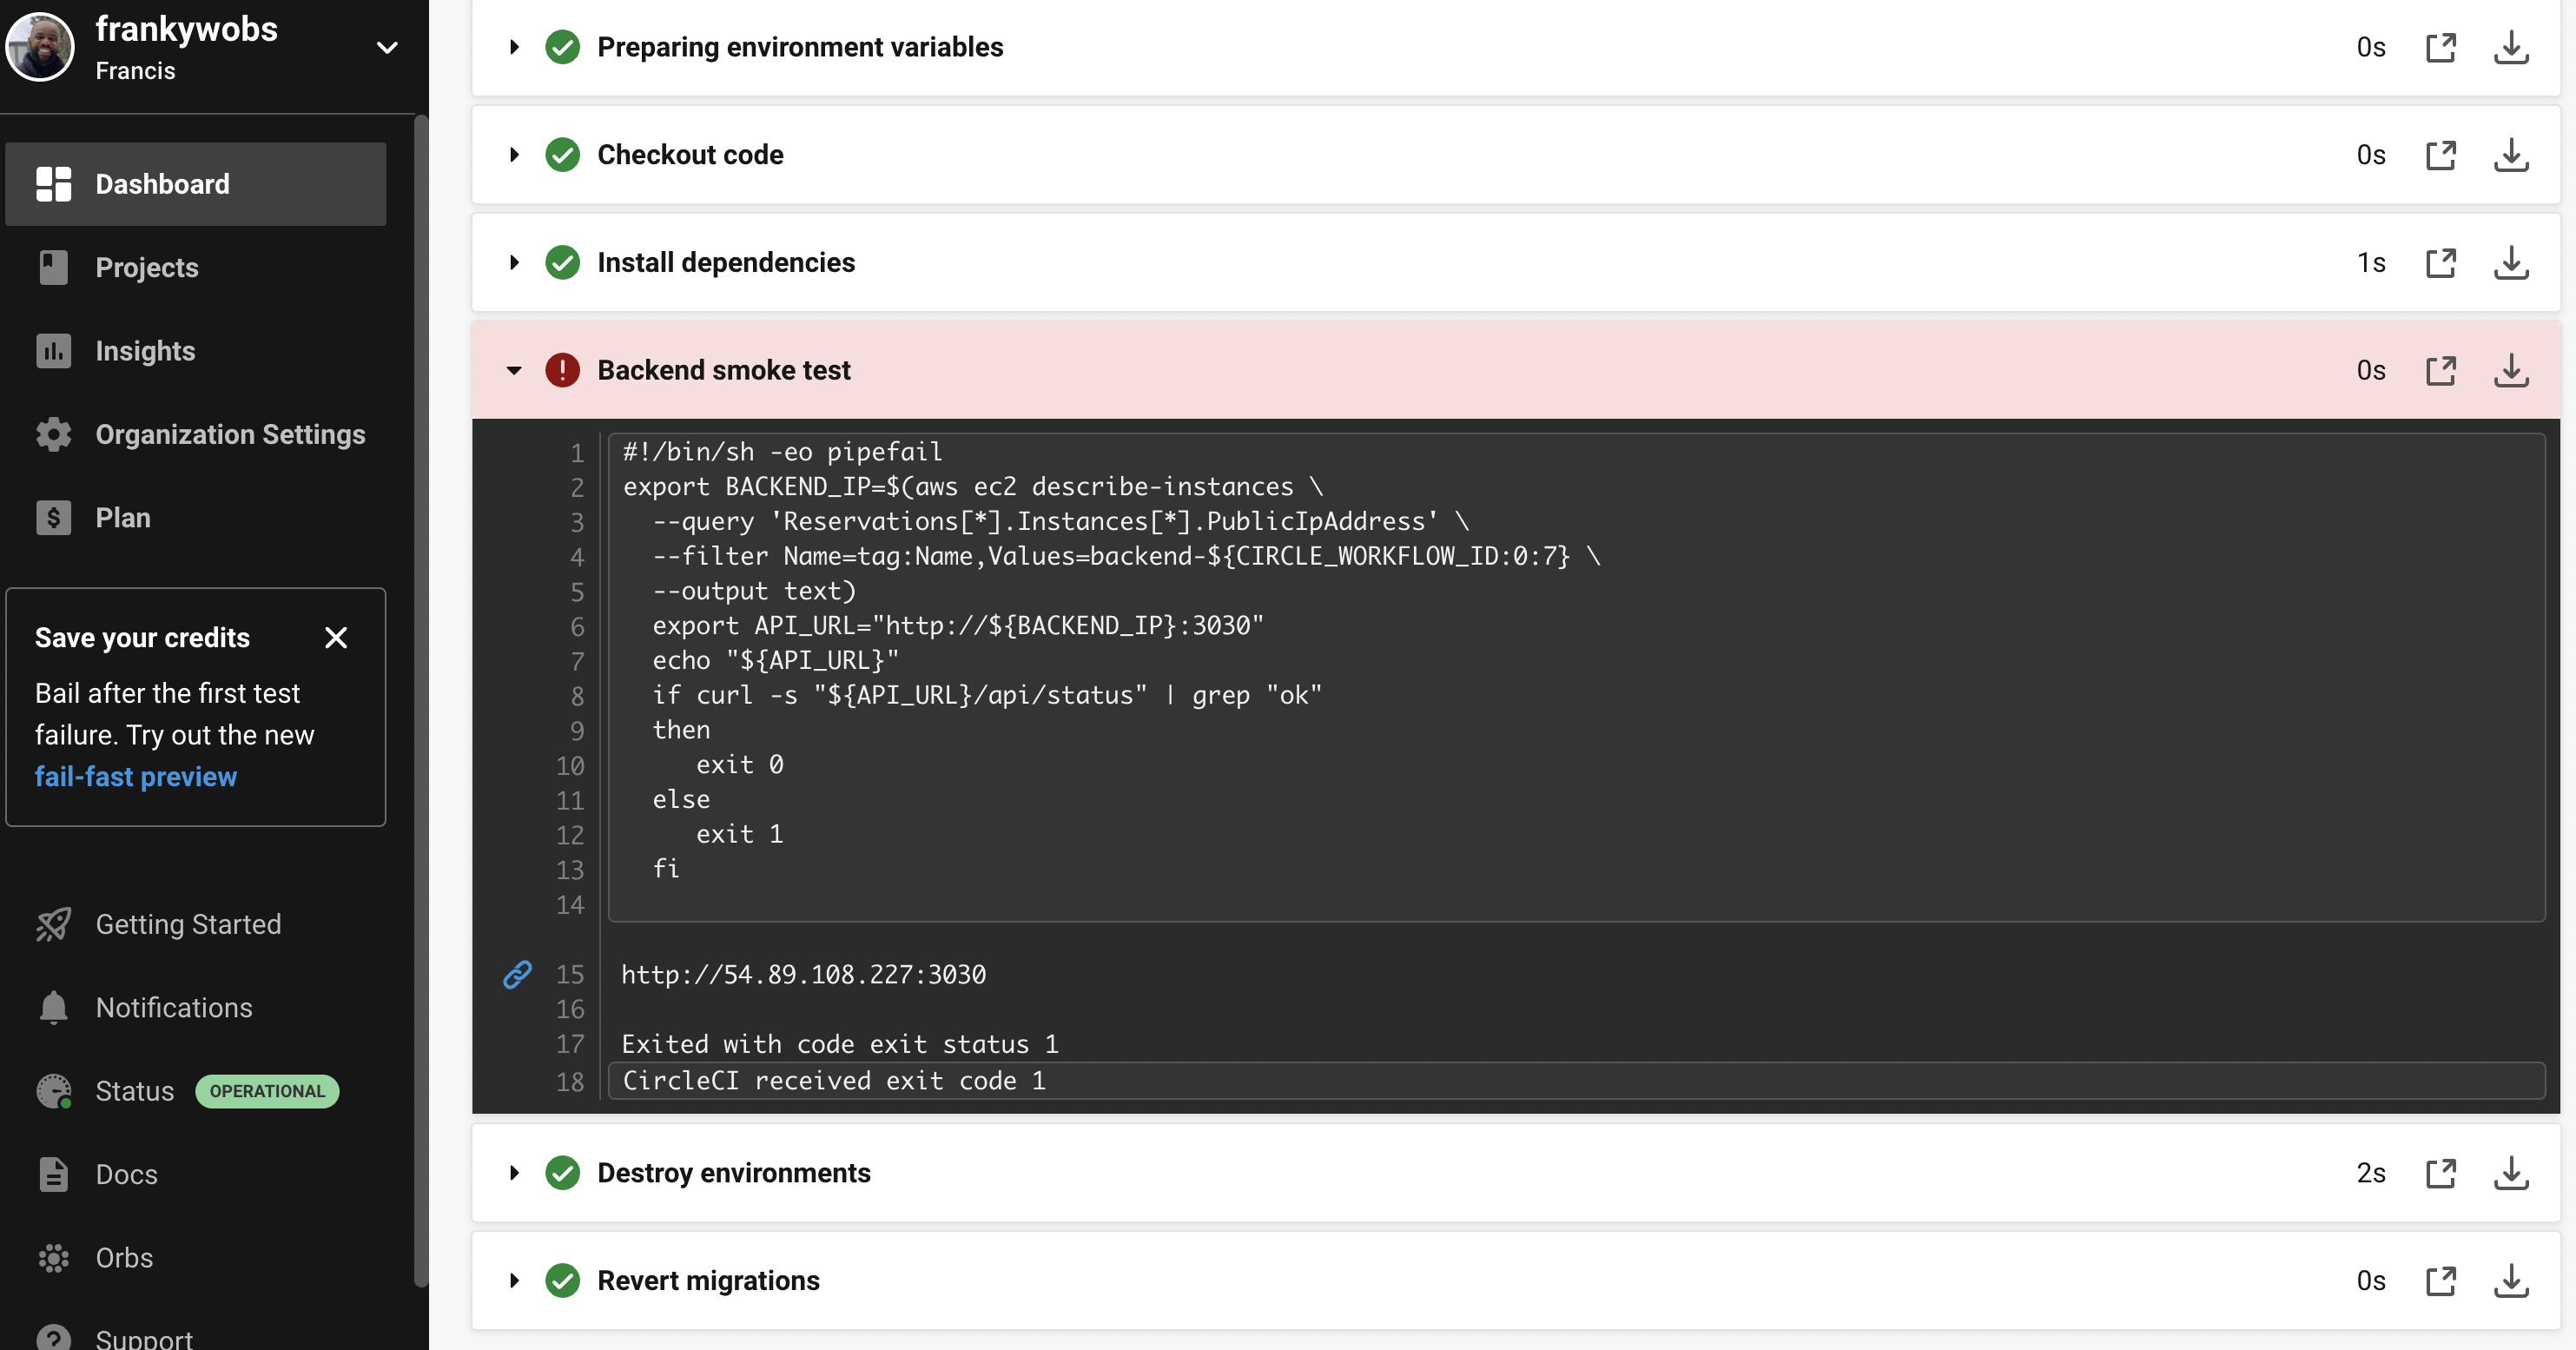 frankywobs
Francis
Dashboard
Projects
Insights
Organization Settings
Plan
Save your credits
Bail after the first test
failure. Try out the new
fail-fast preview
Getting Started
Notifications
Status OPERATIONAL
Docs
Orbs
Support
Preparing environment variables 0s
Checkout code 0s
Install dependencies 1s
Backend smoke test 0s
1 #!/bin/sh -eo pipefail
2 export BACKEND_IP=$(aws ec2 describe-instances \
3 --query 'Reservations[*].Instances[*].PublicIpAddress' \
4 --filter Name=tag:Name,Values=backend-${CIRCLE_WORKFLOW_ID:0:7} \
5 --output text)
6 export API_URL="http://${BACKEND_IP}:3030"
7 echo "${API_URL}"
8 if curl -s "${API_URL}/api/status" | grep "ok"
9 then
10 exit 0
11 else
12 exit 1
13 fi
14
15 http://54.89.108.227:3030
16
17 Exited with code exit status 1
18 CircleCI received exit code 1
Destroy environments 2s
Revert migrations 0s